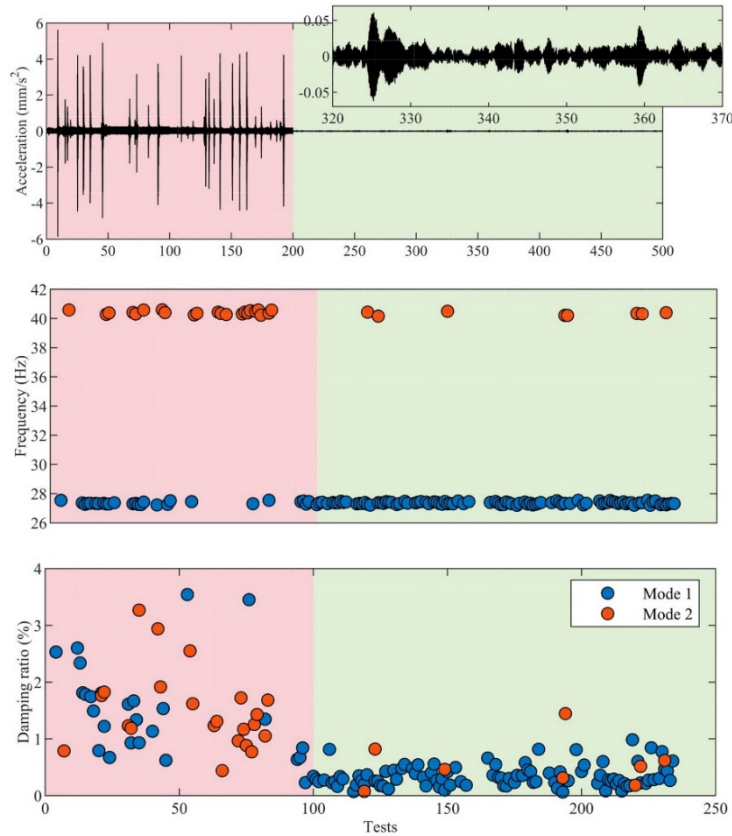 6
4
2
0
-2
-4
-6
Acceleration (mm/s²)
0.05
0
-0.05
320 330 340 350 360 370
0 50 100 150 200 250 300 350 400 450 500
42
40
38
36
34
32
30
28
26
Frequency (Hz)
4
3
2
1
0
Damping ratio (%)
Mode 1
Mode 2
0 50 100 150 200 250
Tests